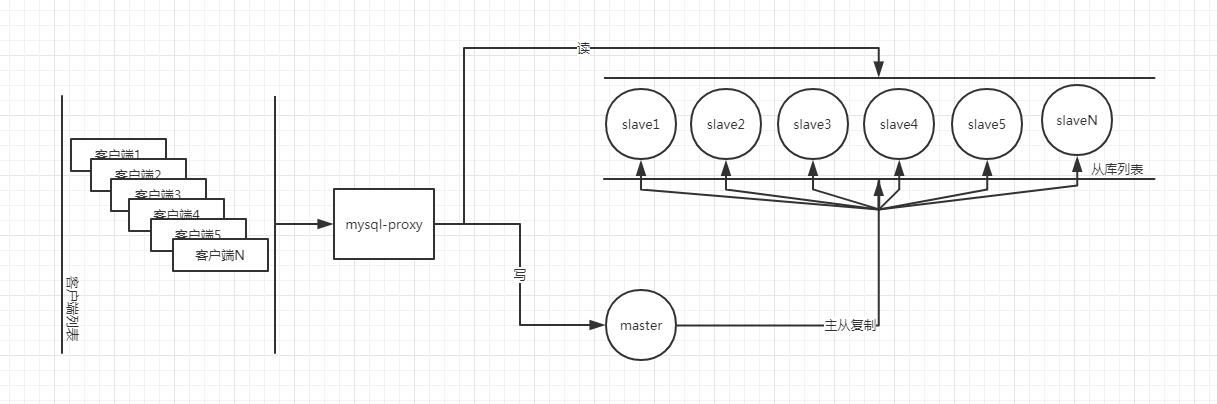 读
slave1
slave2
slave3
slave4
slave5
slaveN
从库列表
客户端1
客户端2
客户端3
客户端4
客户端5
客户端N
客户端列表
mysql-proxy
写
master
主从复制